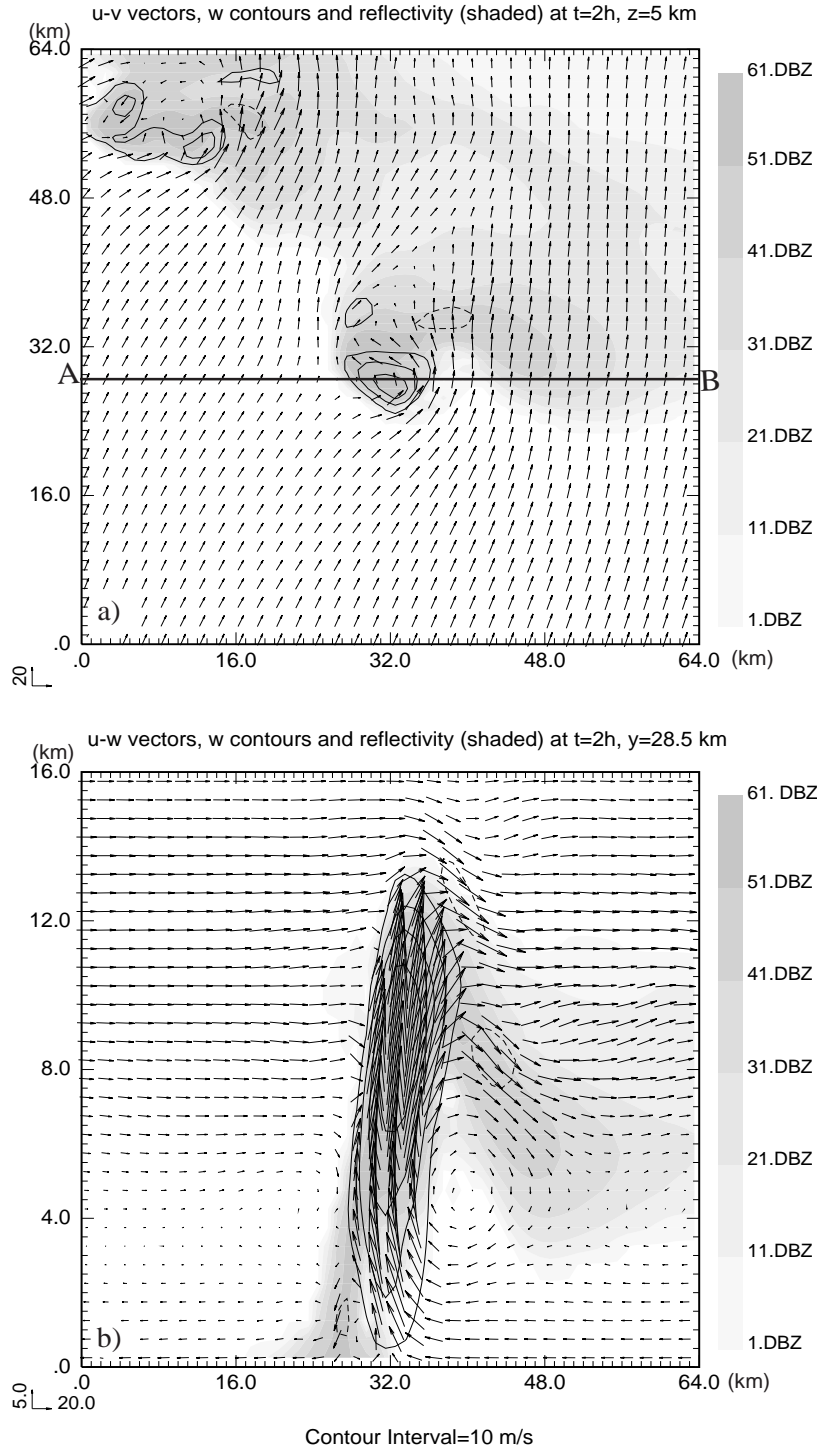 u-v vectors, w contours and reflectivity (shaded) at t=2h, z=5 km
(km)
64.0
48.0
32.0
16.0
.0
A
B
a)
.0 16.0 32.0 48.0 64.0 (km)
20
61.DBZ
51.DBZ
41.DBZ
31.DBZ
21.DBZ
11.DBZ
1.DBZ
u-w vectors, w contours and reflectivity (shaded) at t=2h, y=28.5 km
(km)
16.0
12.0
8.0
4.0
.0
b)
.0 16.0 32.0 48.0 64.0 (km)
5.0
20.0
61. DBZ
51.DBZ
41.DBZ
31.DBZ
21.DBZ
11.DBZ
1.DBZ
Contour Interval=10 m/s